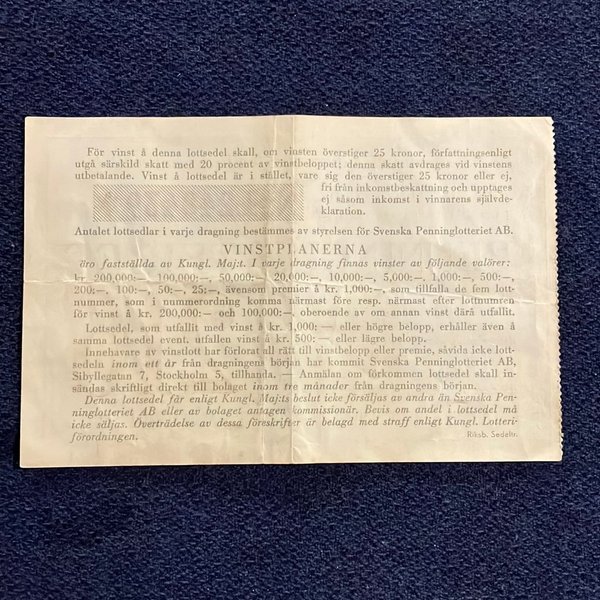 För vinst å denna lottsedel skall, om vinsten överstiger 25 kronor, författningsenligt
utgå särskild skatt med 20 procent av vinstbeloppet; denna skatt avdrages vid vinstens
utbetalande. Vinst å lottsedel är i stället, vare sig den överstiger 25 kronor eller ej,
fri från inkomstbeskattning och upptages
ej såsom inkomst i vinnarens självde-
klaration.
Antalet lottsedlar i varje dragning bestämmes av styrelsen för Svenska Penninglotteriet AB.
VINSTPLANERNA
äro fastställda av Kungl. Maj:t. I varje dragning finnas vinster av följande valörer:
kr. 200,000:—, 100,000:—, 50,000:—, 20,000:—, 10,000:—, 5,000:—, 1,000:—, 500:—,
200:—, 100:—, 50:—, 25:—, ävensom premier å kr. 1,000:—, som tillfalla de fem lott-
nummer, som i nummerordning komma närmast före resp. närmast efter lottnumren
för vinst å kr. 200,000:— och 100,000:—, oberoende av om annan vinst därå utfallit.
Lottsedel, som utfallit med vinst å kr. 1,000: — eller högre belopp, erhåller även å
samma lottsedel event. utfallen vinst å kr. 500:— eller lägre belopp.
Innehavare av vinstlott har förlorat all rätt till vinstbelopp eller premie, såvida icke lott-
sedeln inom ett år från dragningens början har kommit Svenska Penninglotteriet AB,
Sibyllegatan 7, Stockholm 5, tillhanda. — Anmälan om förkommen lottsedel skall in-
sändas skriftligt direkt till bolaget inom tre månader från dragningens början.
Denna lottsedel får enligt Kungl. Maj:ts beslut icke försäljas av andra än Svenska Pen-
ninglotteriet AB eller av bolaget antagen kommissionär. Bevis om andel i lottsedel må
icke säljas. Överträdelse av dessa föreskrifter är belagd med straff enligt Kungl. Lotteri-
förordningen.
Riksb. Sedeltr.